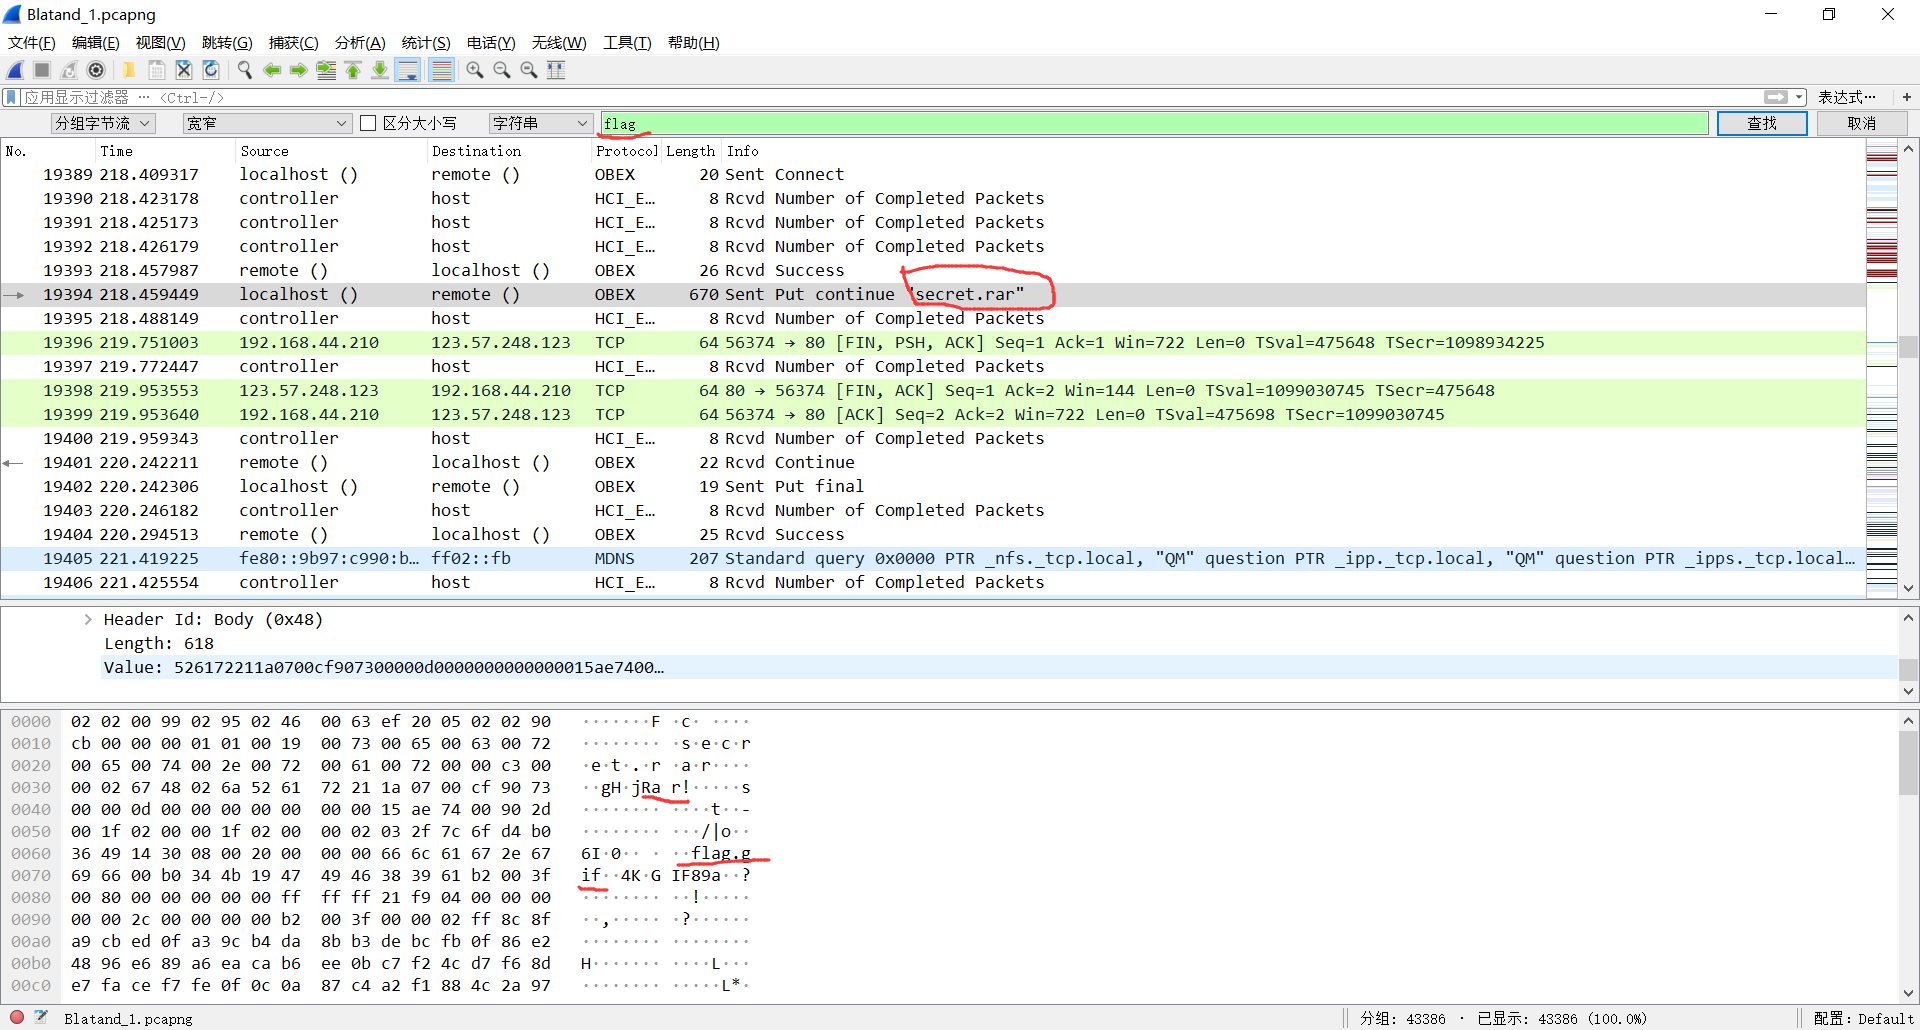 Blatand_1.pcapng
文件(F) 编辑(E) 视图(V) 跳转(G) 捕获(C) 分析(A) 统计(S) 电话(Y) 无线(W) 工具(T) 帮助(H)
应用显示过滤器 … <Ctrl-/> 表达式… +
分组字节流 宽窄 区分大小写 字符串 flag 查找 取消
No. Time Source Destination Protocol Length Info
19389 218.409317 localhost () remote () OBEX 20 Sent Connect
19390 218.423178 controller host HCI_E… 8 Rcvd Number of Completed Packets
19391 218.425173 controller host HCI_E… 8 Rcvd Number of Completed Packets
19392 218.426179 controller host HCI_E… 8 Rcvd Number of Completed Packets
19393 218.457987 remote () localhost () OBEX 26 Rcvd Success
19394 218.459449 localhost () remote () OBEX 670 Sent Put continue "secret.rar"
19395 218.488149 controller host HCI_E… 8 Rcvd Number of Completed Packets
19396 219.751003 192.168.44.210 123.57.248.123 TCP 64 56374 → 80 [FIN, PSH, ACK] Seq=1 Ack=1 Win=722 Len=0 TSval=475648 TSecr=1098934225
19397 219.772447 controller host HCI_E… 8 Rcvd Number of Completed Packets
19398 219.953553 123.57.248.123 192.168.44.210 TCP 64 80 → 56374 [FIN, ACK] Seq=1 Ack=2 Win=144 Len=0 TSval=1099030745 TSecr=475648
19399 219.953640 192.168.44.210 123.57.248.123 TCP 64 56374 → 80 [ACK] Seq=2 Ack=2 Win=722 Len=0 TSval=475698 TSecr=1099030745
19400 219.959343 controller host HCI_E… 8 Rcvd Number of Completed Packets
19401 220.242211 remote () localhost () OBEX 22 Rcvd Continue
19402 220.242306 localhost () remote () OBEX 19 Sent Put final
19403 220.246182 controller host HCI_E… 8 Rcvd Number of Completed Packets
19404 220.294513 remote () localhost () OBEX 25 Rcvd Success
19405 221.419225 fe80::9b97:c990:b… ff02::fb MDNS 207 Standard query 0x0000 PTR _nfs._tcp.local, "QM" question PTR _ipp._tcp.local, "QM" question PTR _ipps._tcp.local…
19406 221.425554 controller host HCI_E… 8 Rcvd Number of Completed Packets
Header Id: Body (0x48)
Length: 618
Value: 526172211a0700cf907300000d0000000000000015ae7400…
0000 02 02 00 99 02 95 02 46 00 63 ef 20 05 02 02 90 ·······F ·c· ····
0010 cb 00 00 00 01 01 00 19 00 73 00 65 00 63 00 72 ········ ·s·e·c·r
0020 00 65 00 74 00 2e 00 72 00 61 00 72 00 00 c3 00 ·e·t·.·r ·a·r····
0030 00 02 67 48 02 6a 52 61 72 21 1a 07 00 cf 90 73 ··gH·jRa r!·····s
0040 00 00 0d 00 00 00 00 00 00 00 15 ae 74 00 90 2d ········ ····t··-
0050 00 1f 02 00 00 1f 02 00 00 02 03 2f 7c 6f d4 b0 ········ ···/|o··
0060 36 49 14 30 08 00 20 00 00 00 66 6c 61 67 2e 67 6I·0·· · ··flag.g
0070 69 66 00 b0 34 4b 19 47 49 46 38 39 61 b2 00 3f if··4K·G IF89a··?
0080 00 80 00 00 00 00 00 ff ff ff 21 f9 04 00 00 00 ········ ··!·····
0090 00 00 2c 00 00 00 00 b2 00 3f 00 00 02 ff 8c 8f ··,····· ·?······
00a0 a9 cb ed 0f a3 9c b4 da 8b b3 de bc fb 0f 86 e2 ········ ········
00b0 48 96 e6 89 a6 ea ca b6 ee 0b c7 f2 4c d7 f6 8d H······· ····L···
00c0 e7 fa ce f7 fe 0f 0c 0a 87 c4 a2 f1 88 4c 2a 97 ········ ·····L*·
Blatand_1.pcapng 分组: 43386 · 已显示: 43386 (100.0%) 配置: Default